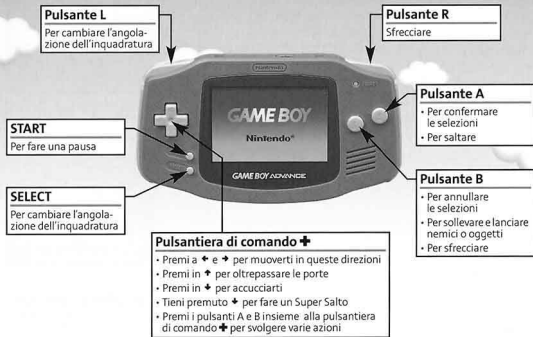 Pulsante L
Per cambiare l'angola-
zione dell'inquadratura
Pulsante R
Sfrecciare
Nintendo
GAME BOY
Nintendo®
GAME BOY ADVANCE
Pulsante A
• Per confermare
le selezioni
• Per saltare
START
Per fare una pausa
Pulsante B
• Per annullare
le selezioni
• Per sollevare e lanciare
nemici o oggetti
• Per sfrecciare
SELECT
Per cambiare l'angola-
zione dell'inquadratura
Pulsantiera di comando ✚
• Premi a ← e → per muoverti in queste direzioni
• Premi in ↑ per oltrepassare le porte
• Premi in ↓ per accucciarti
• Tieni premuto ↓ per fare un Super Salto
• Premi i pulsanti A e B insieme alla pulsantiera
di comando ✚ per svolgere varie azioni